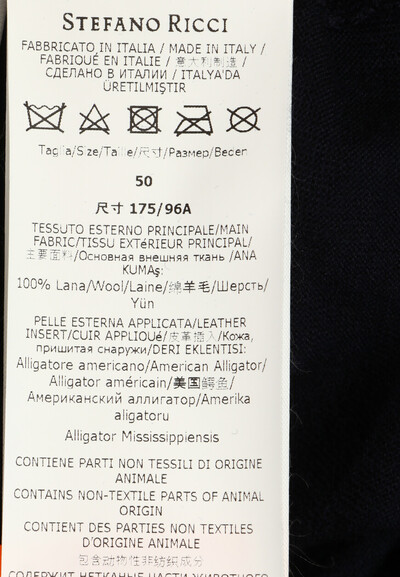 STEFANO RICCI
FABBRICATO IN ITALIA / MADE IN ITALY /
FABRIQUÉ EN ITALIE / 意大利制造 /
СДЕЛАНО В ИТАЛИИ / ITALYA'DA
ÜRETILMIŞTIR
Taglia/Size/Taille/尺寸/Размер/Beden
50
尺寸 175/96A
TESSUTO ESTERNO PRINCIPALE/MAIN
FABRIC/TISSU EXTéRIEUR PRINCIPAL/
主要面料/Основная внешняя ткань /ANA
KUMAş:
100% Lana/Wool/Laine/绵羊毛/Шерсть/
Yün
PELLE ESTERNA APPLICATA/LEATHER
INSERT/CUIR APPLIQUé/皮革插入/Кожа,
пришитая снаружи/DERI EKLENTISI:
Alligatore americano/American Alligator/
Alligator américain/美国鳄鱼/
Американский аллигатор/Amerika
aligatoru
Alligator Mississippiensis
CONTIENE PARTI NON TESSILI DI ORIGINE
ANIMALE
CONTAINS NON-TEXTILE PARTS OF ANIMAL
ORIGIN
CONTIENT DES PARTIES NON TEXTILES
D'ORIGINE ANIMALE
包含动物性非纺织成分
СОДЕРЖИТ НЕТКАНЫЕ ЧАСТИ ЖИВОТНОГО